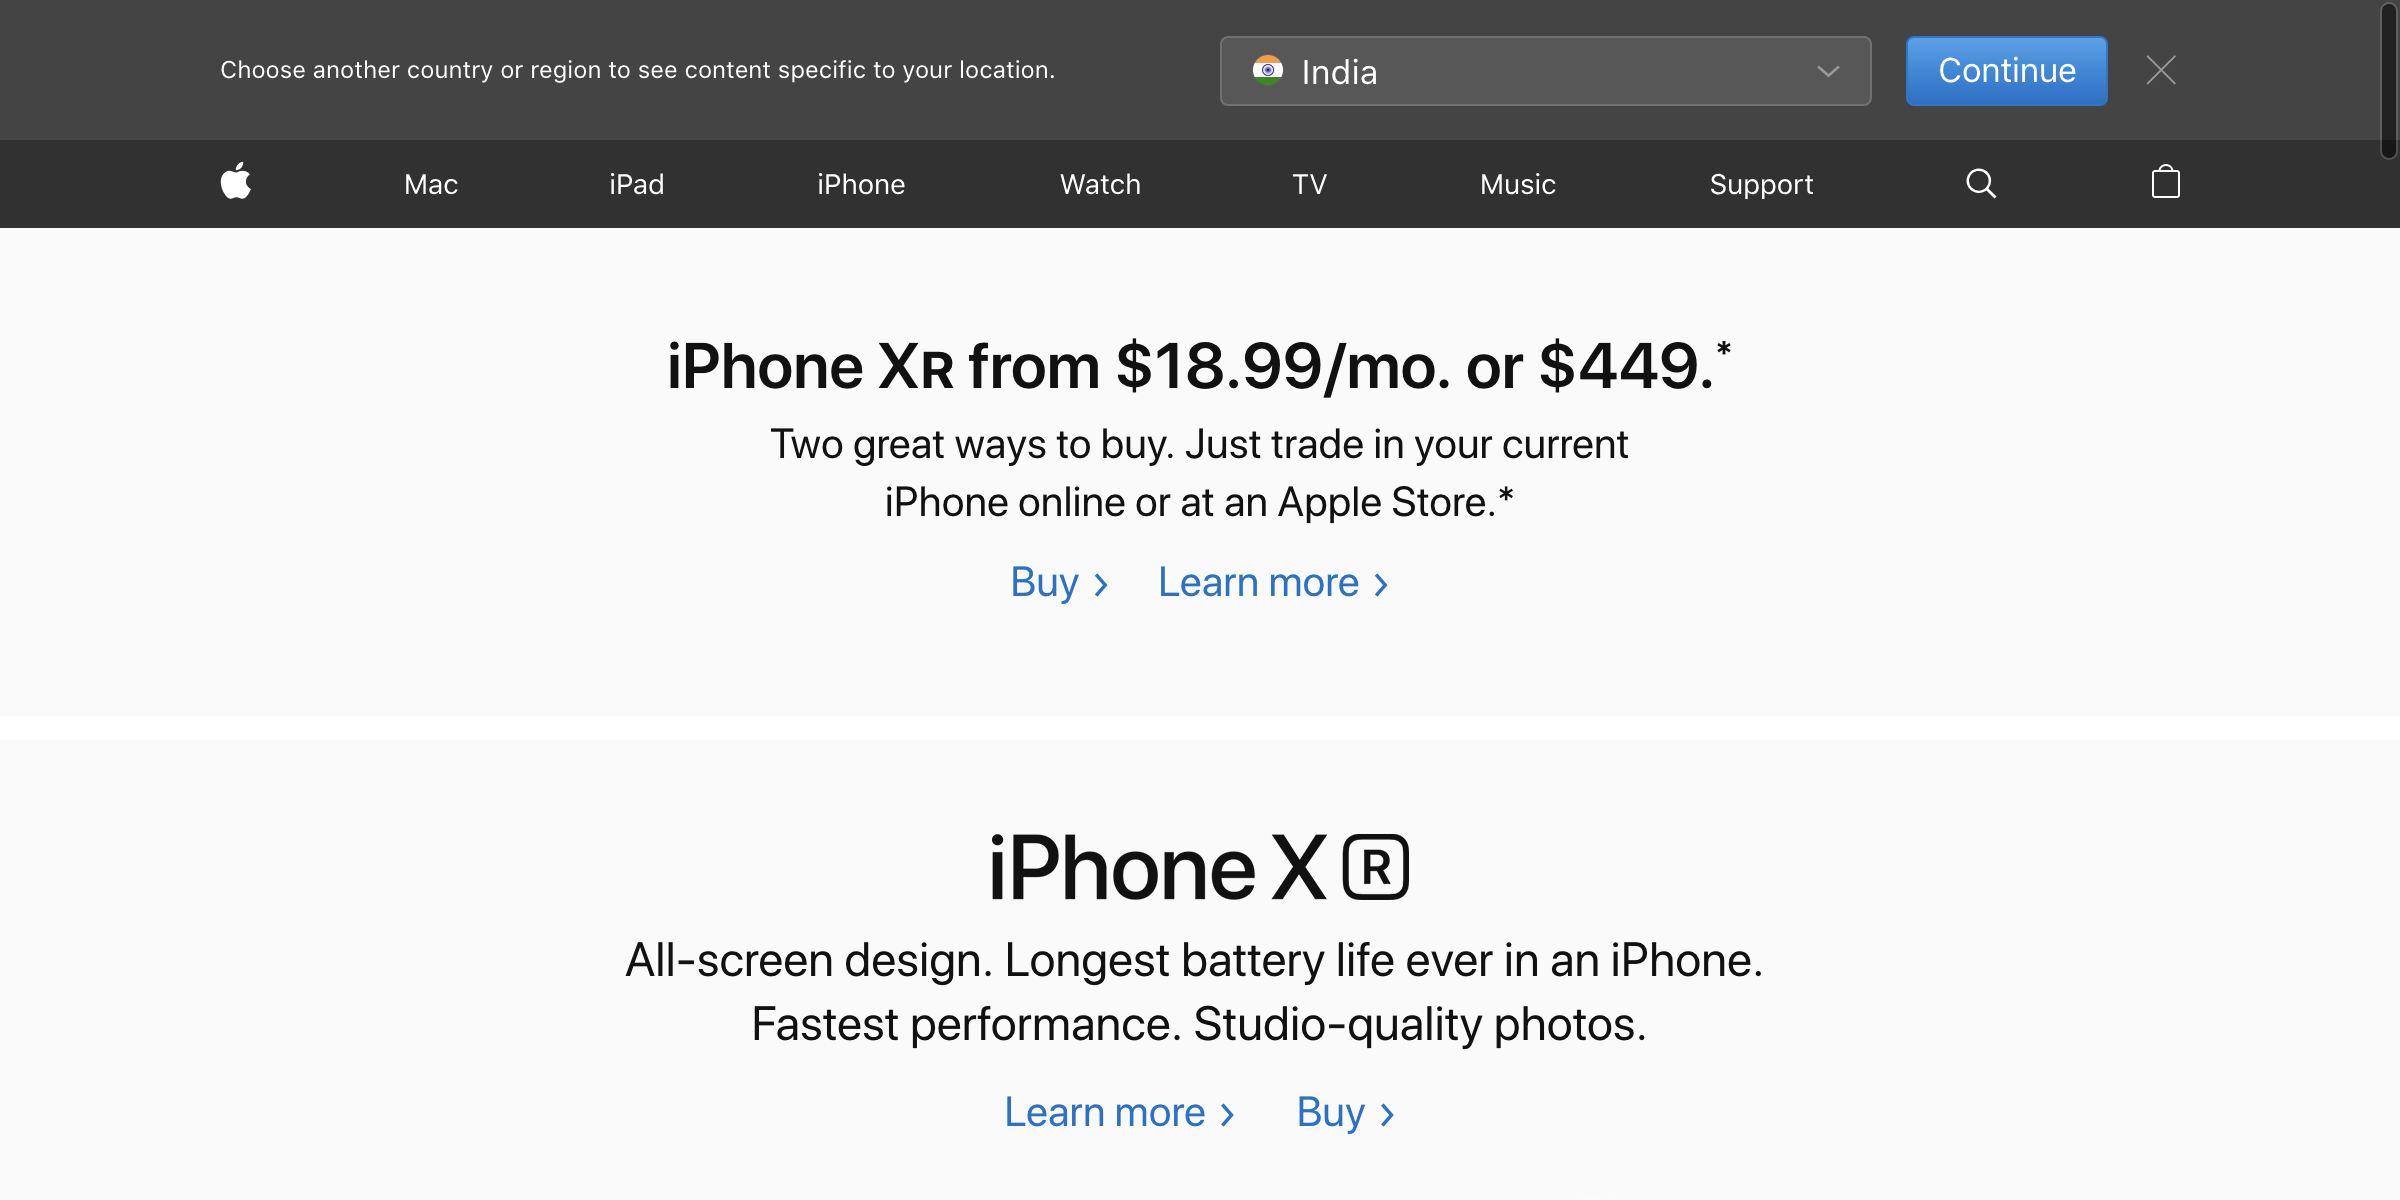 Choose another country or region to see content specific to your location.
India
Continue
Mac
iPad
iPhone
Watch
TV
Music
Support
iPhone XR from $18.99/mo. or $449.*
Two great ways to buy. Just trade in your current
iPhone online or at an Apple Store.*
Buy >
Learn more >
iPhone X R
All-screen design. Longest battery life ever in an iPhone.
Fastest performance. Studio-quality photos.
Learn more >
Buy >